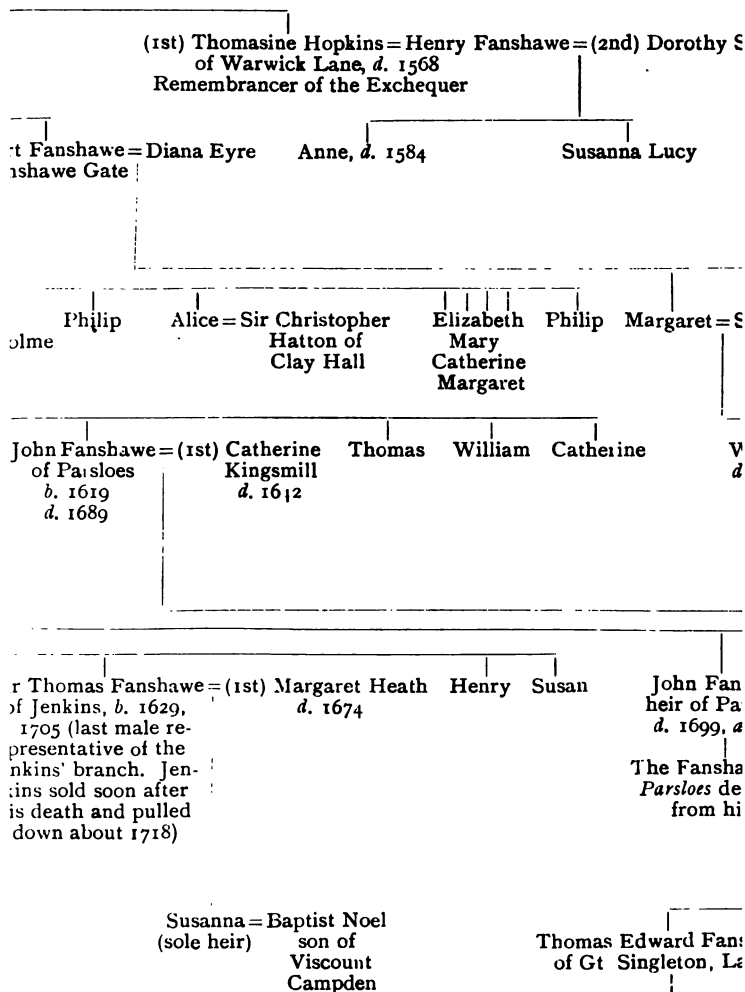 (1st) Thomasine Hopkins = Henry Fanshawe = (2nd) Dorothy S
of Warwick Lane, d. 1568
Remembrancer of the Exchequer
t Fanshawe = Diana Eyre Anne, d. 1584 Susanna Lucy
nshawe Gate
Philip Alice = Sir Christopher Elizabeth Philip Margaret = S
olme Hatton of Mary
Clay Hall Catherine
Margaret
John Fanshawe = (1st) Catherine Thomas William Catherine W
of Parsloes Kingsmill d
b. 1619 d. 1642
d. 1689
r Thomas Fanshawe = (1st) Margaret Heath Henry Susan John Fan
of Jenkins, b. 1629, d. 1674 heir of Pa
1705 (last male re- d. 1699, a
presentative of the
nkins' branch. Jen- The Fansha
kins sold soon after Parsloes de
is death and pulled from hi
down about 1718)
Susanna = Baptist Noel
(sole heir) son of Thomas Edward Fans
Viscount of Gt Singleton, La
Campden